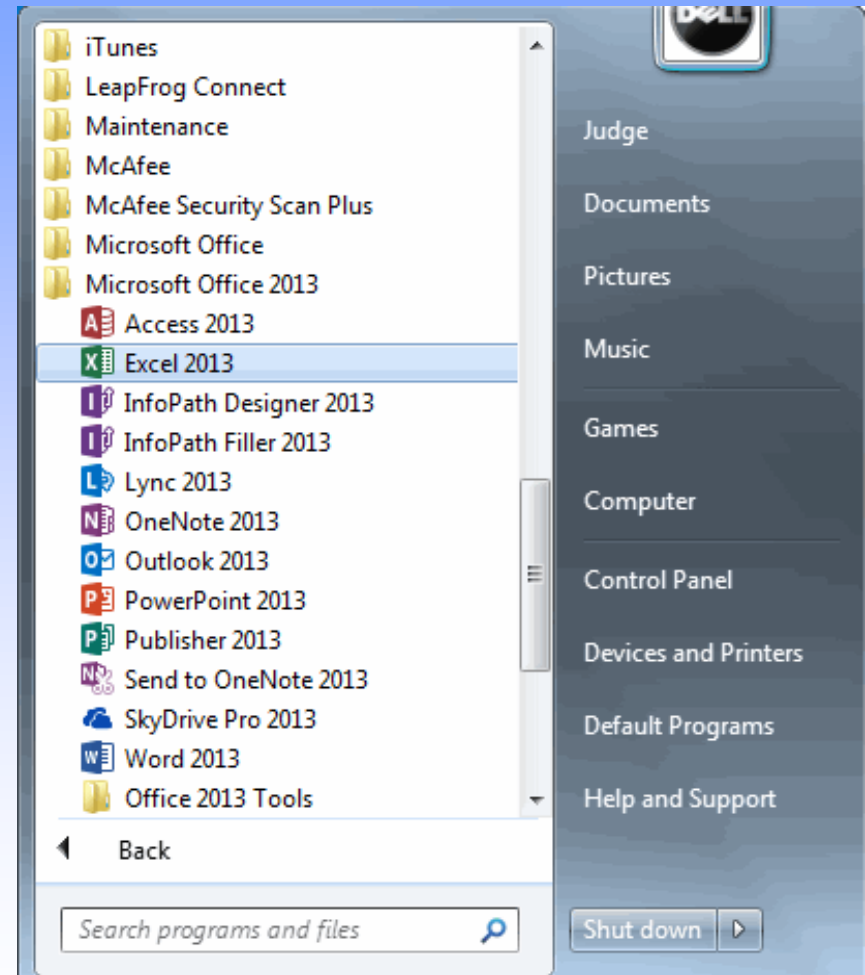 iTunes
LeapFrog Connect
Maintenance
McAfee
McAfee Security Scan Plus
Microsoft Office
Microsoft Office 2013
Access 2013
Excel 2013
InfoPath Designer 2013
InfoPath Filler 2013
Lync 2013
OneNote 2013
Outlook 2013
PowerPoint 2013
Publisher 2013
Send to OneNote 2013
SkyDrive Pro 2013
Word 2013
Office 2013 Tools
Back
Search programs and files
DELL
Judge
Documents
Pictures
Music
Games
Computer
Control Panel
Devices and Printers
Default Programs
Help and Support
Shut down